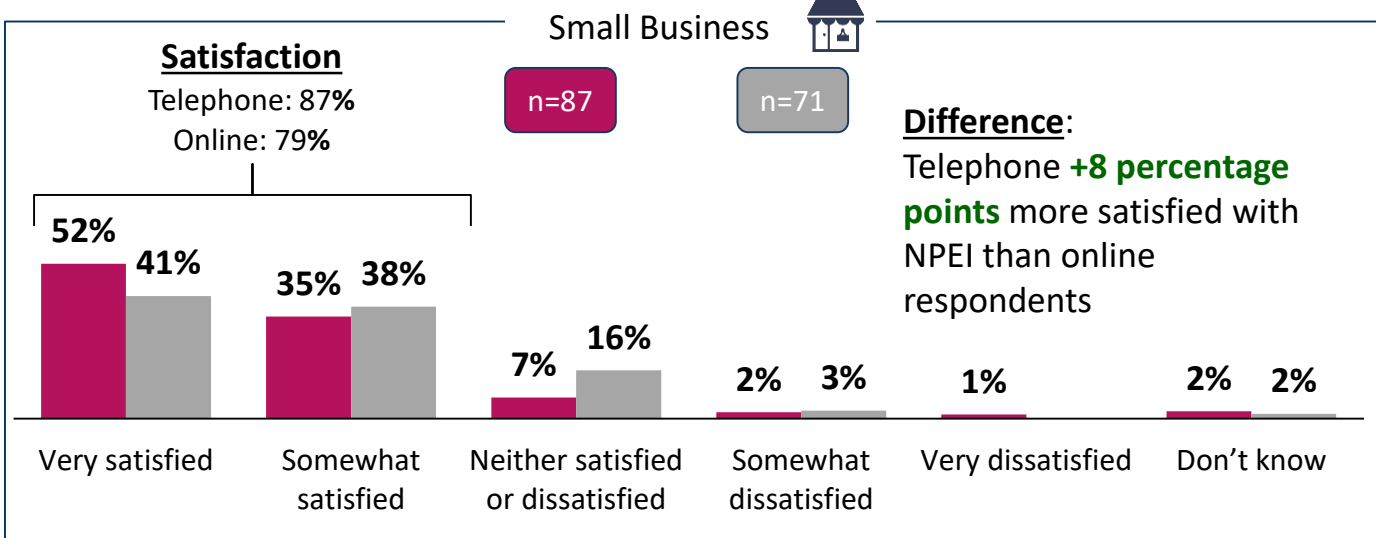 Small Business
Satisfaction
Telephone: 87%
Online: 79%
n=87
n=71
Difference:
Telephone +8 percentage
points more satisfied with
NPEI than online
respondents
52%
41%
35%
38%
7%
16%
2%
3%
1%
2%
2%
Very satisfied
Somewhat
satisfied
Neither satisfied
or dissatisfied
Somewhat
dissatisfied
Very dissatisfied
Don’t know